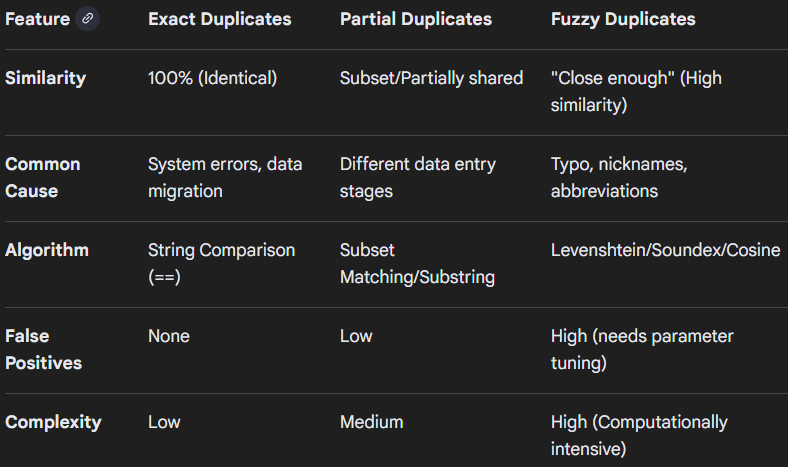 Feature Exact Duplicates Partial Duplicates Fuzzy Duplicates
Similarity 100% (Identical) Subset/Partially shared "Close enough" (High
similarity)
Common System errors, data Different data entry Typo, nicknames,
Cause migration stages abbreviations
Algorithm String Comparison Subset Levenshtein/Soundex/Cosine
(==) Matching/Substring
False None Low High (needs parameter
Positives tuning)
Complexity Low Medium High (Computationally
intensive)